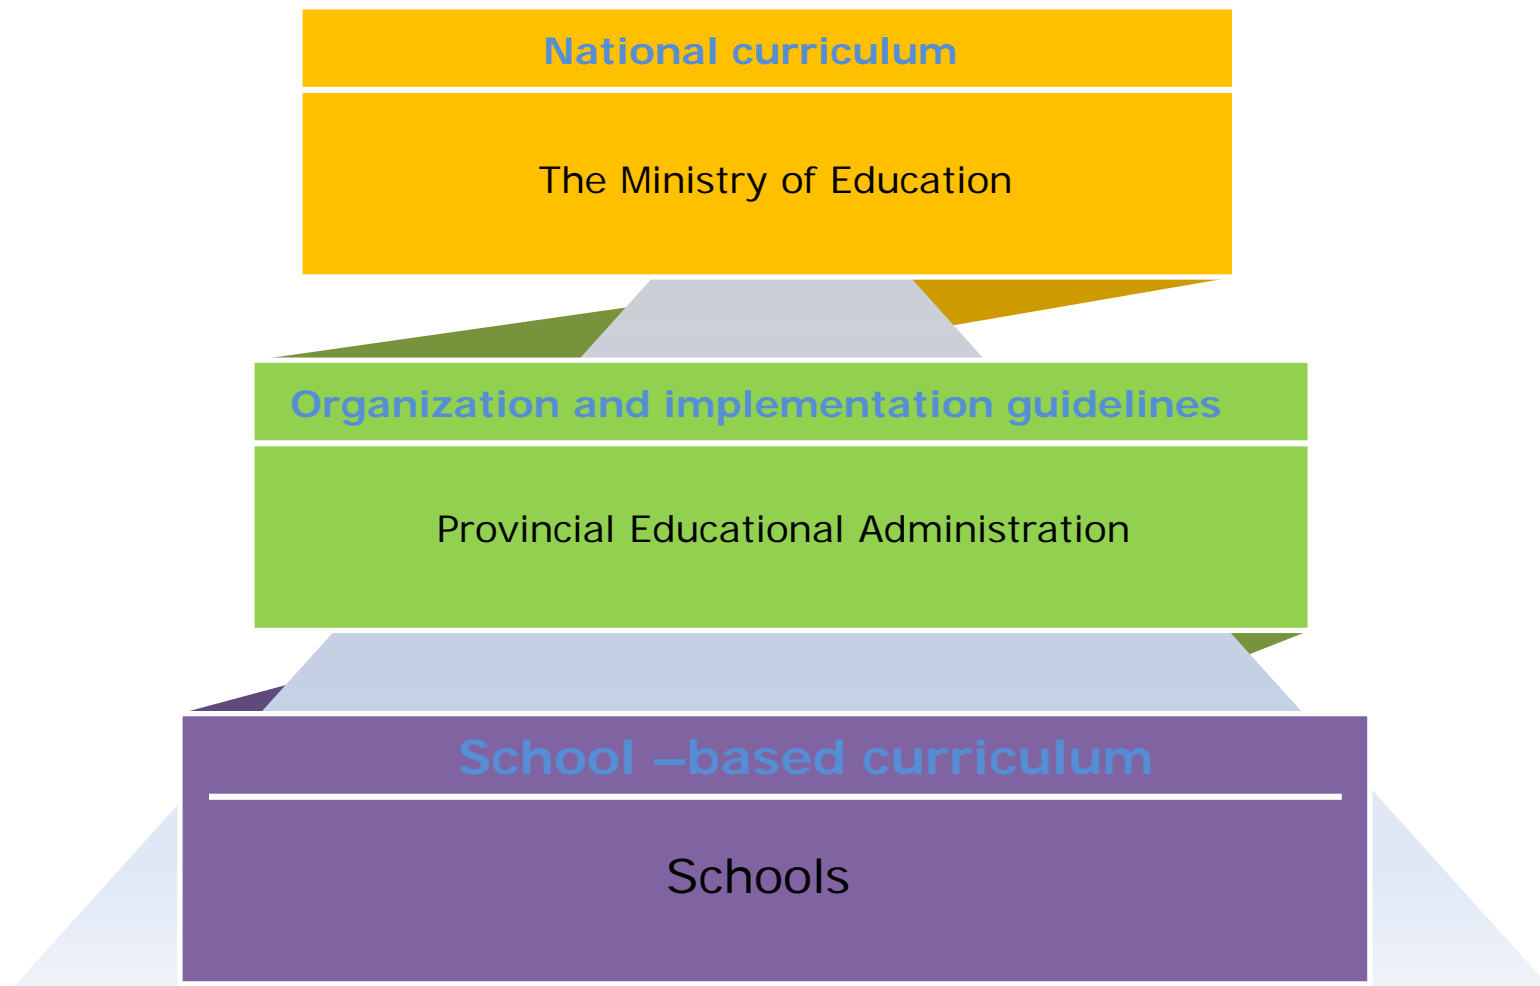 National curriculum
The Ministry of Education
Organization and implementation guidelines
Provincial Educational Administration
School –based curriculum
Schools